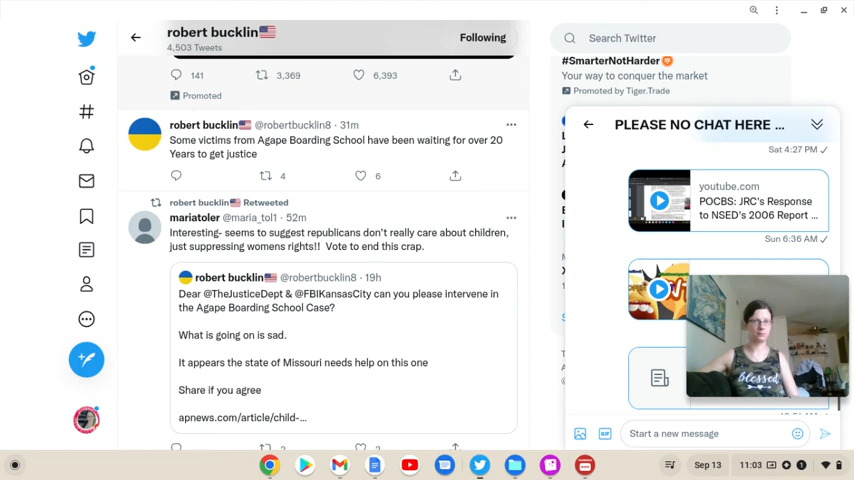 robert bucklin
4,503 Tweets
Following
Search Twitter
141
3,369
6,393
Promoted
#SmarterNotHarder
Your way to conquer the market
Promoted by Tiger.Trade
robert bucklin @robertbucklin8 · 31m
Some victims from Agape Boarding School have been waiting for over 20
Years to get justice
4
6
robert bucklin Retweeted
mariatoler @maria_tol1 · 52m
Interesting- seems to suggest republicans don't really care about children,
just suppressing womens rights!! Vote to end this crap.
robert bucklin @robertbucklin8 · 19h
Dear @TheJusticeDept & @FBIKansasCity can you please intervene in
the Agape Boarding School Case?
What is going on is sad.
It appears the state of Missouri needs help on this one
Share if you agree
apnews.com/article/child-...
PLEASE NO CHAT HERE ...
Sat 4:27 PM
youtube.com
POCBS: JRC's Response
to NSED's 2006 Report ...
Sun 6:36 AM
blessed
GIF
Start a new message
Sep 13
11:03